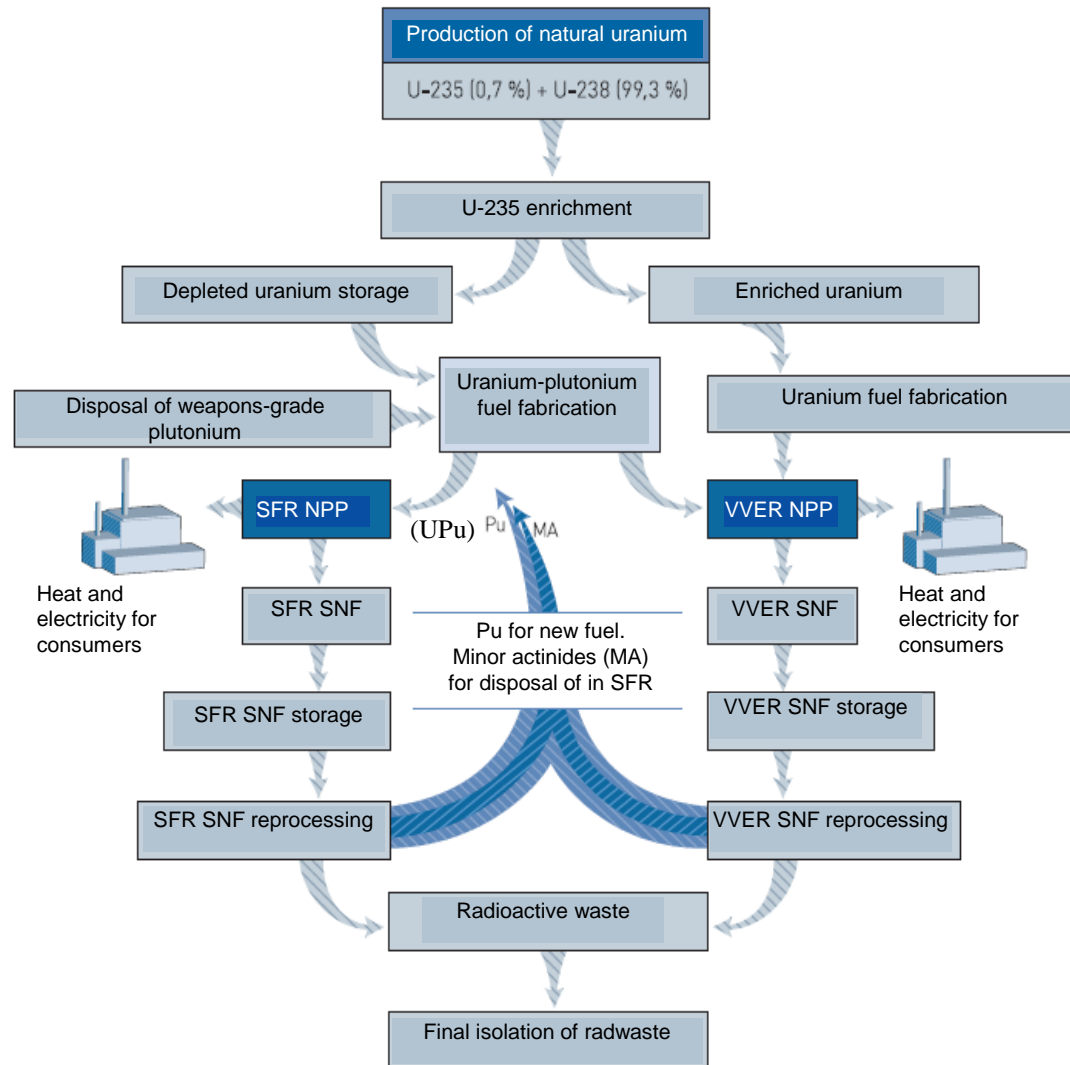 Production of natural uranium
U-235 (0,7 %) + U-238 (99,3 %)
U-235 enrichment
Depleted uranium storage
Enriched uranium
Uranium-plutonium
fuel fabrication
Disposal of weapons-grade
plutonium
Uranium fuel fabrication
SFR NPP
(UPu)
Pu
MA
VVER NPP
Heat and
electricity for
consumers
SFR SNF
Pu for new fuel.
Minor actinides (MA)
for disposal of in SFR
VVER SNF
Heat and
electricity for
consumers
SFR SNF storage
VVER SNF storage
SFR SNF reprocessing
VVER SNF reprocessing
Radioactive waste
Final isolation of radwaste